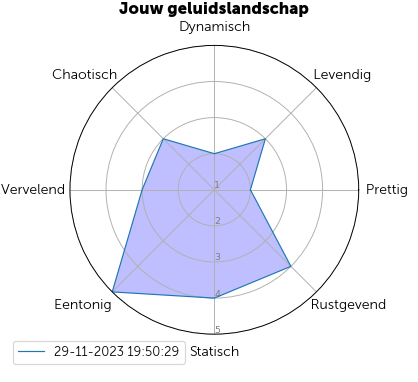 Jouw geluidslandschap
Dynamisch
Chaotisch
Levendig
Vervelend
1
Prettig
2
3
4
Eentonig
Rustgevend
5
29-11-2023 19:50:29
Statisch